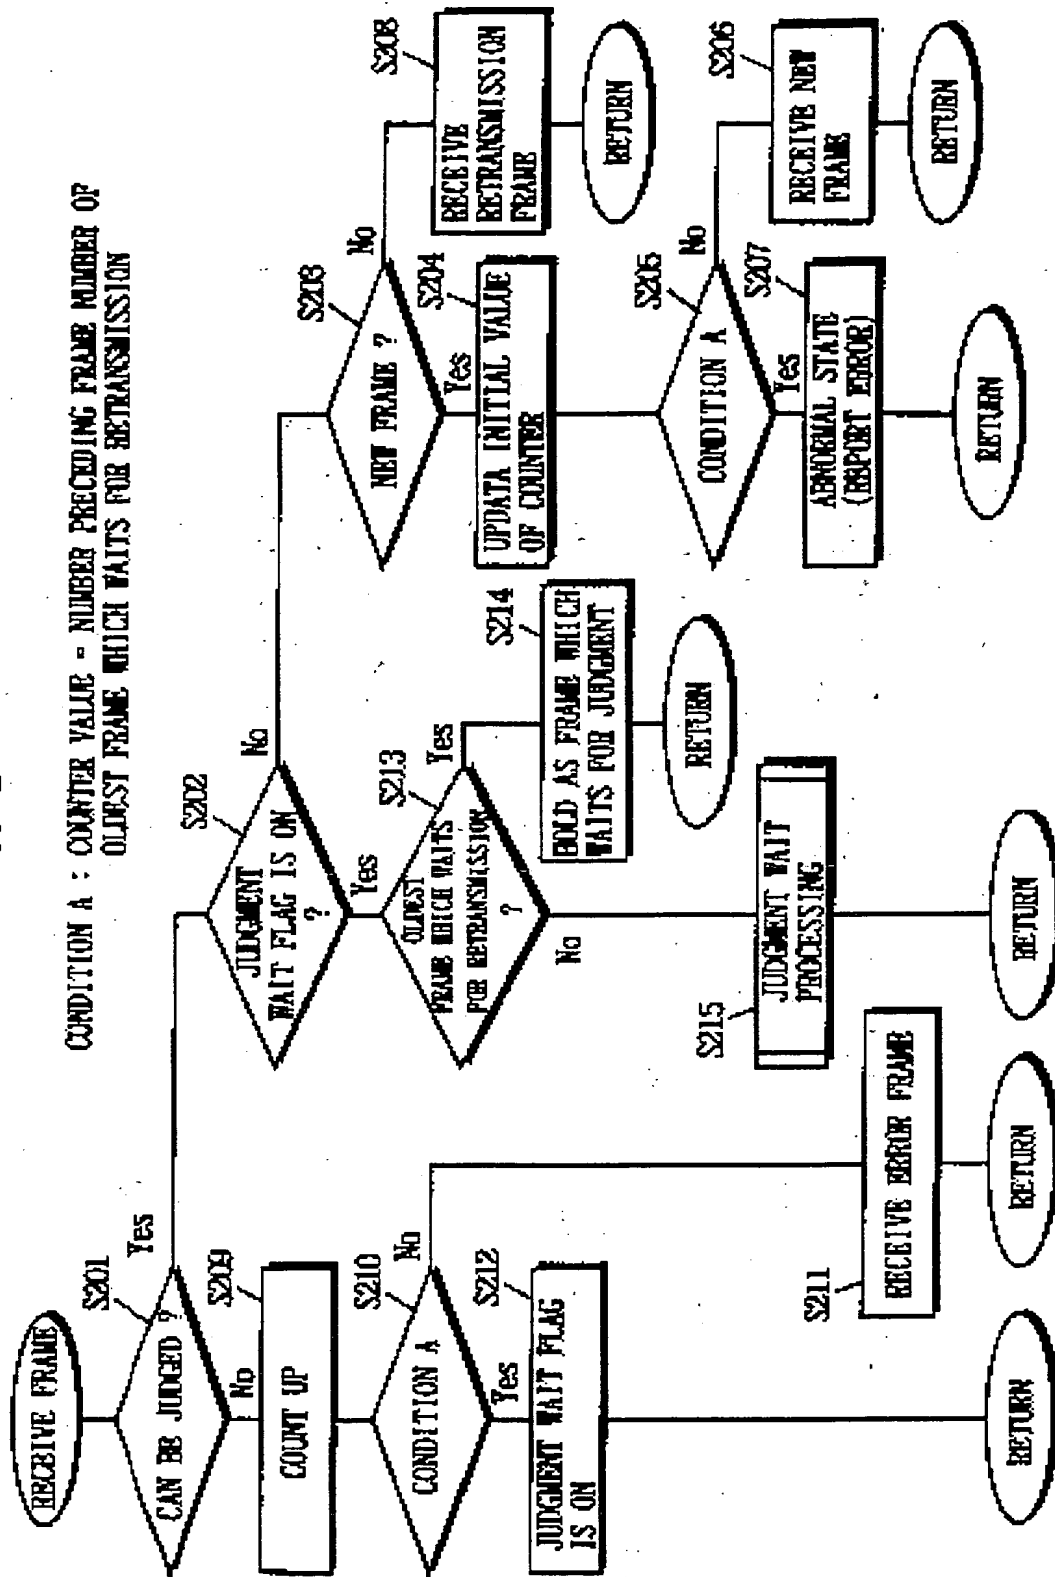 CONDITION A : COUNTER VALUE = NUMBER PRECEDING FRAME NUMBER OF
OLDEST FRAME WHICH WAITS FOR RETRANSMISSION
RECEIVE FRAME
S201
CAN BE JUDGED ?
Yes
No
S209
COUNT UP
S210
CONDITION A
No
Yes
S212
JUDGMENT WAIT FLAG
IS ON
RETURN
S211
RECEIVE ERROR FRAME
RETURN
S202
JUDGMENT
WAIT FLAG IS ON
?
No
Yes
S213
OLDEST
FRAME WHICH WAITS
FOR RETRANSMISSION
?
Yes
No
S214
HOLD AS FRAME WHICH
WAITS FOR JUDGMENT
RETURN
S215
JUDGMENT WAIT
PROCESSING
RETURN
S203
NEW FRAME ?
No
Yes
S204
UPDATA INITIAL VALUE
OF COUNTER
S205
CONDITION A
No
Yes
S207
ABNORMAL STATE
(REPORT ERROR)
RETURN
S208
RECEIVE
RETRANSMISSION
FRAME
RETURN
S206
RECEIVE NEW
FRAME
RETURN